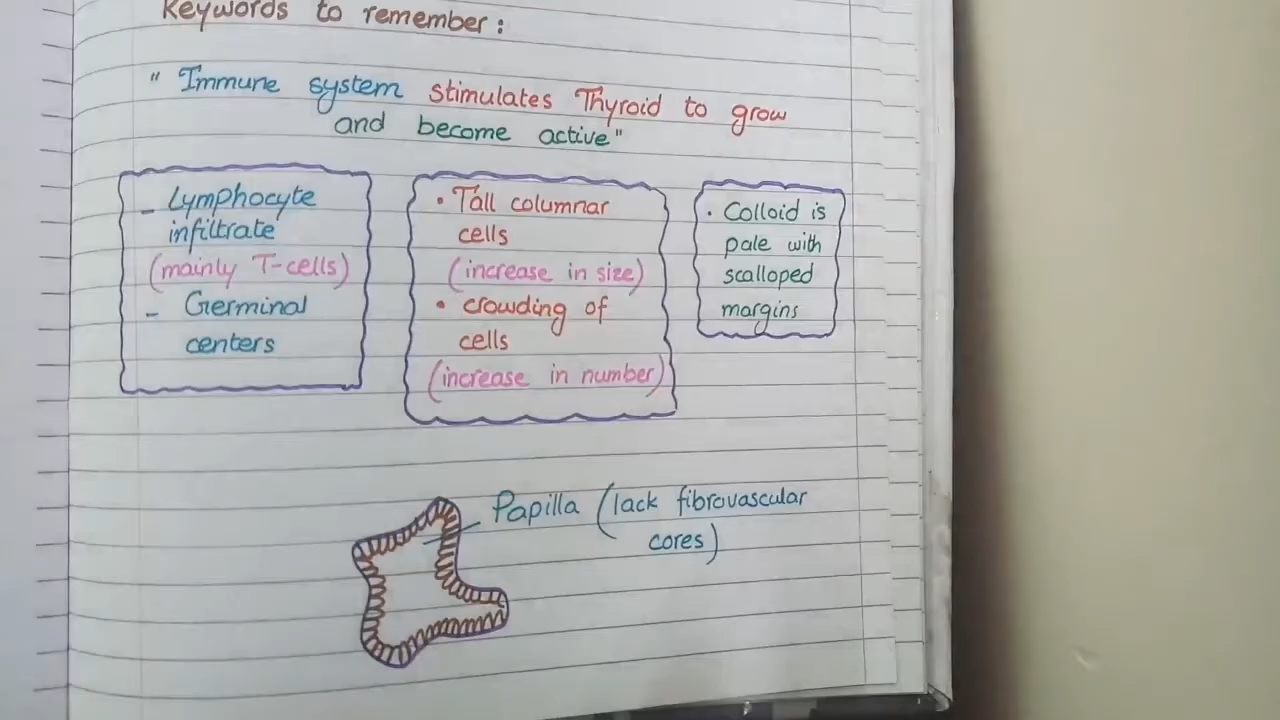 Keywords to remember:
" Immune system stimulates Thyroid to grow
and become active"
- Lymphocyte
infiltrate
(mainly T-cells)
- Germinal
centers
• Tall columnar
cells
(increase in size)
• crowding of
cells
(increase in number)
• Colloid is
pale with
scalloped
margins
Papilla (lack fibrovascular
cores)